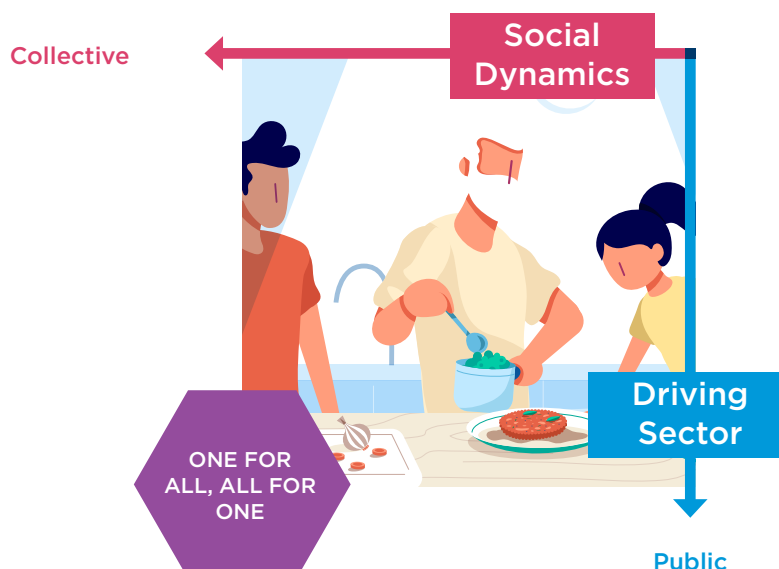 Social
Dynamics
Collective
Driving
Sector
ONE FOR
ALL, ALL FOR
ONE
Public